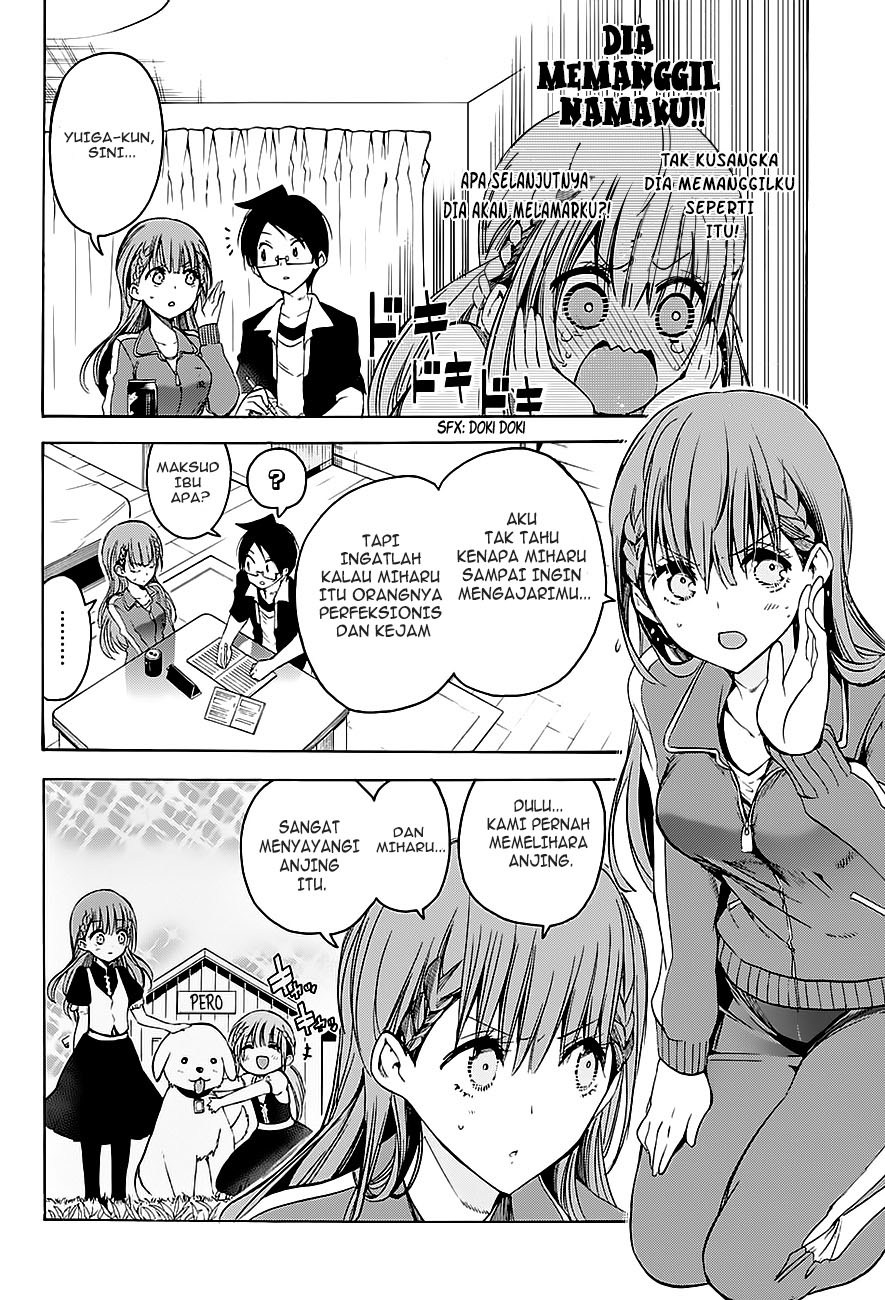 DIA
MEMANGGIL
NAMAKU!!
TAK KUSANGKA
DIA MEMANGGILKU
SEPERTI
ITU!
APA SELANJUTNYA
DIA AKAN MELAMARKU?!
ドキ
ドキ
ドキ
SFX: DOKI DOKI
YUIGA-KUN,
SINI...
AKU
TAK TAHU
KENAPA MIHARU
SAMPAI INGIN
MENGAJARIMU...
TAPI
INGATLAH
KALAU MIHARU
ITU ORANGNYA
PERFEKSIONIS
DAN KEJAM
?
MAKSUD
IBU
APA?
.........
DULU...
KAMI PERNAH
MEMELIHARA
ANJING.
DAN
MIHARU...
SANGAT
MENYAYANGI
ANJING
ITU.
PERO